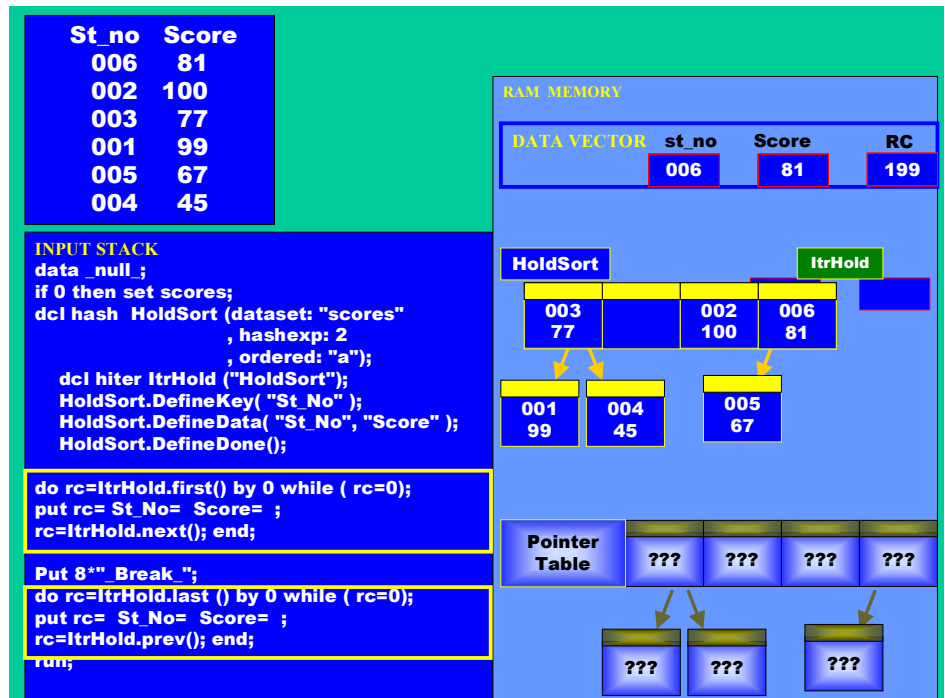 St_no Score
006 81
002 100
003 77
001 99
005 67
004 45
INPUT STACK
data _null_;
if 0 then set scores;
dcl hash HoldSort (dataset: "scores"
, hashexp: 2
, ordered: "a");
dcl hiter ItrHold ("HoldSort");
HoldSort.DefineKey( "St_No" );
HoldSort.DefineData( "St_No", "Score" );
HoldSort.DefineDone();
do rc=ItrHold.first() by 0 while ( rc=0);
put rc= St_No= Score= ;
rc=ItrHold.next(); end;
Put 8*"_Break_";
do rc=ItrHold.last () by 0 while ( rc=0);
put rc= St_No= Score= ;
rc=ItrHold.prev(); end;
run;
RAM MEMORY
DATA VECTOR st_no Score RC
006 81 199
HoldSort ItrHold
003 002 006
77 100 81
001 004 005
99 45 67
Pointer
Table
??? ??? ??? ???
??? ??? ???